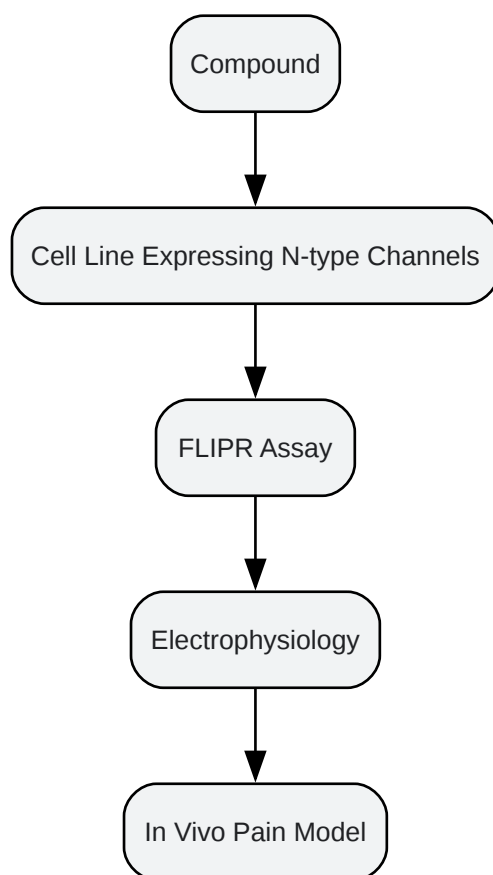 Compound
Cell Line Expressing N-type Channels
FLIPR Assay
Electrophysiology
In Vivo Pain Model